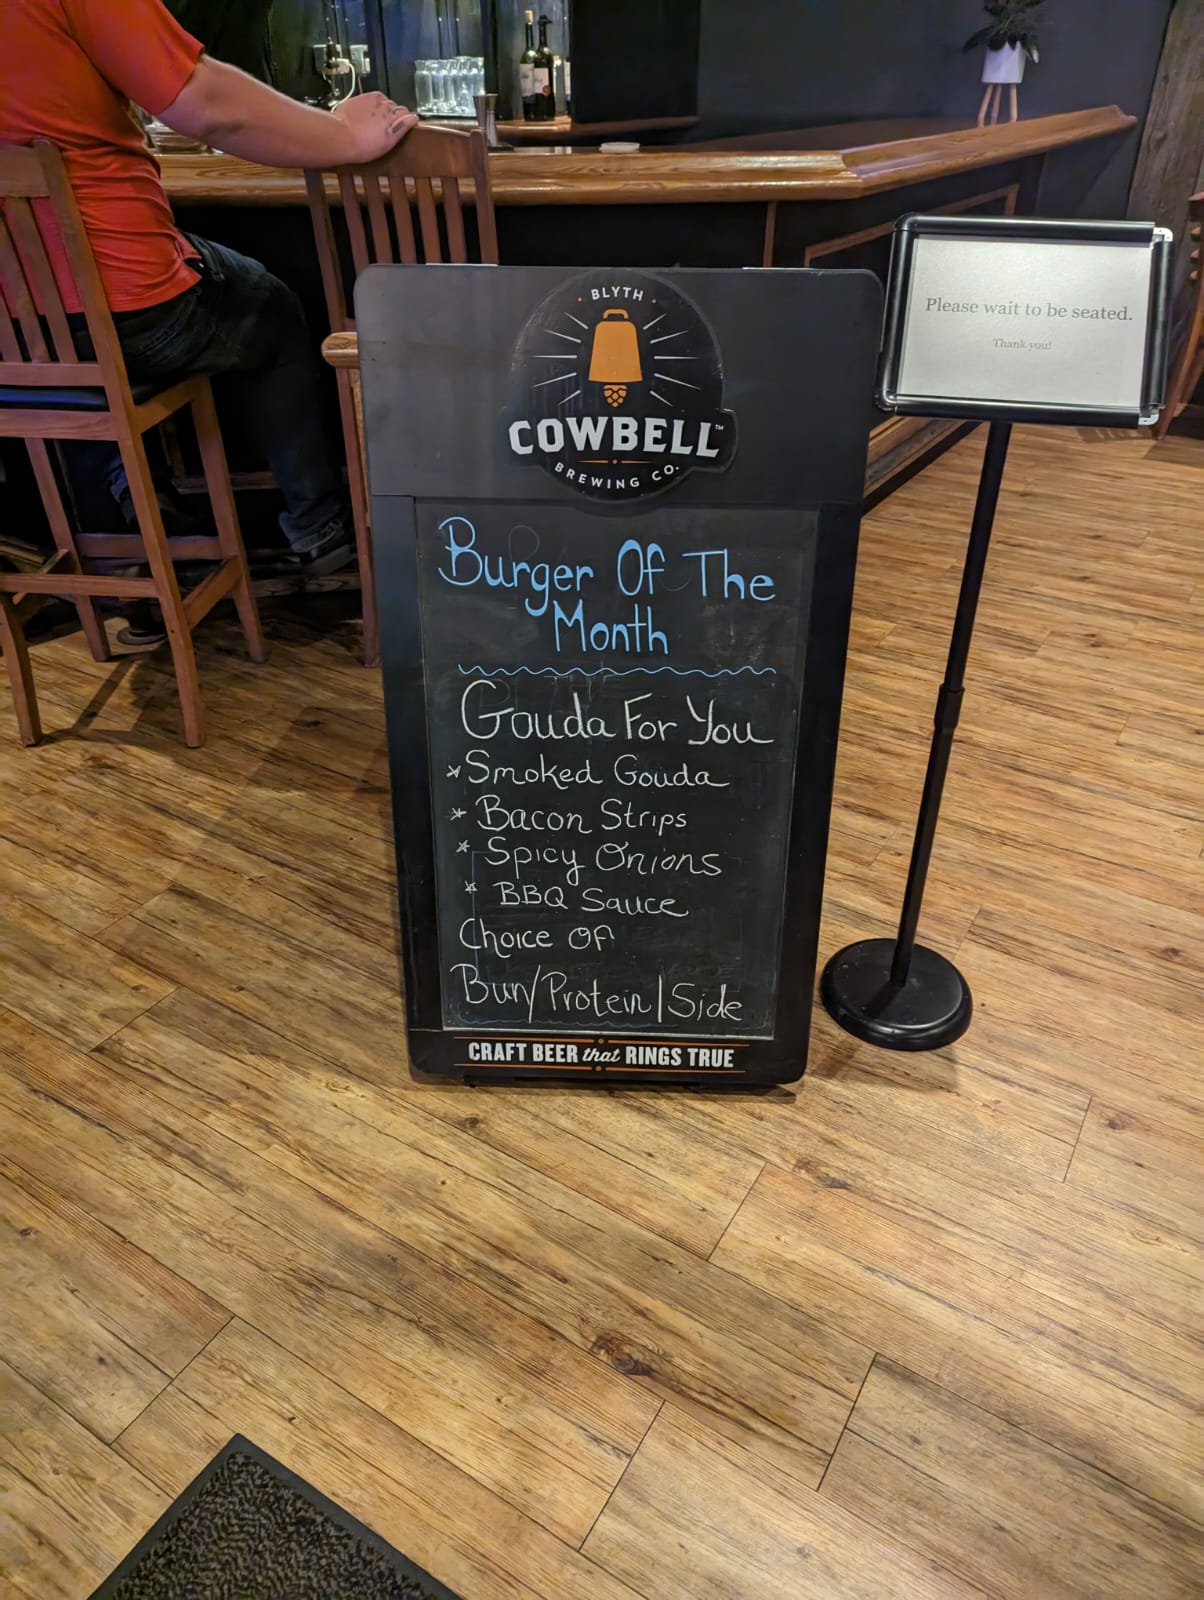 BLYTH
COWBELL™
BREWING CO.
Burger Of The
Month
Gouda For You
* Smoked Gouda
* Bacon Strips
* Spicy Onions
* BBQ Sauce
Choice Of
Bun/Protein/Side
CRAFT BEER that RINGS TRUE
Please wait to be seated.
Thank you!